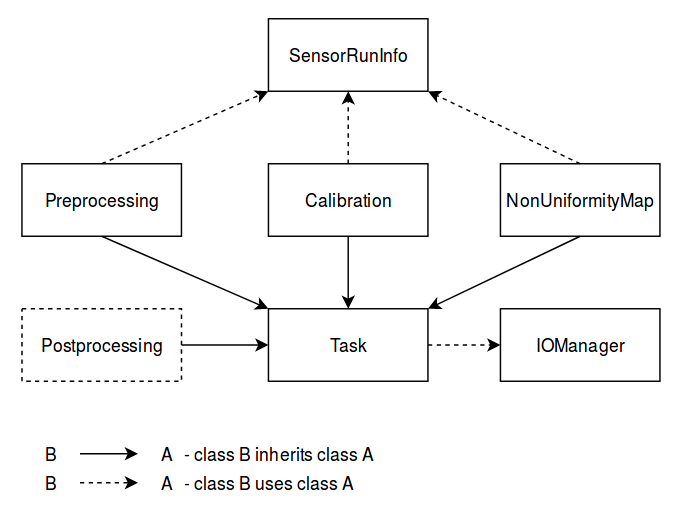 SensorRunInfo
Preprocessing
Calibration
NonUniformityMap
Postprocessing
Task
IOManager
B A - class B inherits class A
B A - class B uses class A